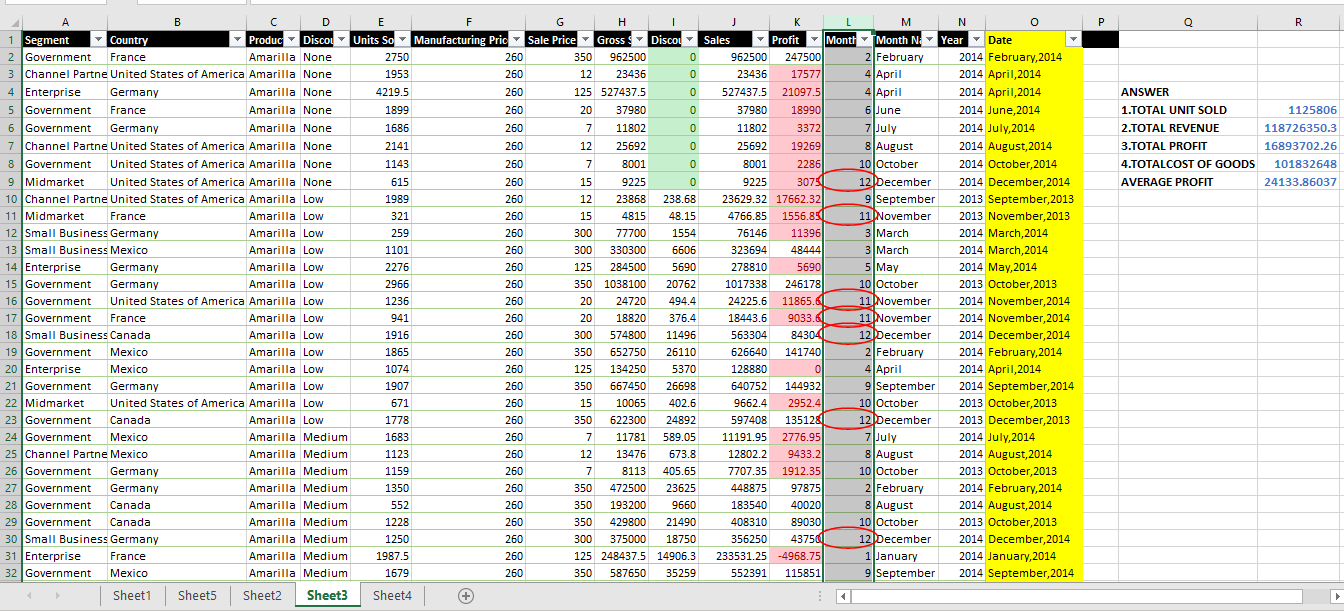 A B C D E F G H I J K L M N O P Q R
1 Segment Country Produc Discou Units So Manufacturing Pric Sale Price Gross S Discou Sales Profit Month Month Na Year Date
2 Government France Amarilla None 2750 260 350 962500 0 962500 247500 2 February 2014 February,2014
3 Channel Partne United States of America Amarilla None 1953 260 12 23436 0 23436 17577 4 April 2014 April,2014
4 Enterprise Germany Amarilla None 4219.5 260 125 527437.5 0 527437.5 21097.5 4 April 2014 April,2014 ANSWER
5 Government France Amarilla None 1899 260 20 37980 0 37980 18990 6 June 2014 June,2014 1.TOTAL UNIT SOLD 1125806
6 Government Germany Amarilla None 1686 260 7 11802 0 11802 3372 7 July 2014 July,2014 2.TOTAL REVENUE 118726350.3
7 Channel Partne United States of America Amarilla None 2141 260 12 25692 0 25692 19269 8 August 2014 August,2014 3.TOTAL PROFIT 16893702.26
8 Government United States of America Amarilla None 1143 260 7 8001 0 8001 2286 10 October 2014 October,2014 4.TOTALCOST OF GOODS 101832648
9 Midmarket United States of America Amarilla None 615 260 15 9225 0 9225 3075 12 December 2014 December,2014 AVERAGE PROFIT 24133.86037
10 Channel Partne United States of America Amarilla Low 1989 260 12 23868 238.68 23629.32 17662.32 9 September 2013 September,2013
11 Midmarket France Amarilla Low 321 260 15 4815 48.15 4766.85 1556.85 11 November 2013 November,2013
12 Small Business Germany Amarilla Low 259 260 300 77700 1554 76146 11396 3 March 2014 March,2014
13 Small Business Mexico Amarilla Low 1101 260 300 330300 6606 323694 48444 3 March 2014 March,2014
14 Enterprise Germany Amarilla Low 2276 260 125 284500 5690 278810 5690 5 May 2014 May,2014
15 Government Germany Amarilla Low 2966 260 350 1038100 20762 1017338 246178 10 October 2013 October,2013
16 Government United States of America Amarilla Low 1236 260 20 24720 494.4 24225.6 11865.6 11 November 2014 November,2014
17 Government France Amarilla Low 941 260 20 18820 376.4 18443.6 9033.6 11 November 2014 November,2014
18 Small Business Canada Amarilla Low 1916 260 300 574800 11496 563304 84304 12 December 2014 December,2014
19 Government Mexico Amarilla Low 1865 260 350 652750 26110 626640 141740 2 February 2014 February,2014
20 Enterprise Mexico Amarilla Low 1074 260 125 134250 5370 128880 0 4 April 2014 April,2014
21 Government Germany Amarilla Low 1907 260 350 667450 26698 640752 144932 9 September 2014 September,2014
22 Midmarket United States of America Amarilla Low 671 260 15 10065 402.6 9662.4 2952.4 10 October 2013 October,2013
23 Government Canada Amarilla Low 1778 260 350 622300 24892 597408 135128 12 December 2013 December,2013
24 Government Mexico Amarilla Medium 1683 260 7 11781 589.05 11191.95 2776.95 7 July 2014 July,2014
25 Channel Partne Mexico Amarilla Medium 1123 260 12 13476 673.8 12802.2 9433.2 8 August 2014 August,2014
26 Government Germany Amarilla Medium 1159 260 7 8113 405.65 7707.35 1912.35 10 October 2013 October,2013
27 Government Germany Amarilla Medium 1350 260 350 472500 23625 448875 97875 2 February 2014 February,2014
28 Government Canada Amarilla Medium 552 260 350 193200 9660 183540 40020 8 August 2014 August,2014
29 Government Canada Amarilla Medium 1228 260 350 429800 21490 408310 89030 10 October 2013 October,2013
30 Small Business Germany Amarilla Medium 1250 260 300 375000 18750 356250 43750 12 December 2014 December,2014
31 Enterprise France Amarilla Medium 1987.5 260 125 248437.5 14906.3 233531.25 -4968.75 1 January 2014 January,2014
32 Government Mexico Amarilla Medium 1679 260 350 587650 35259 552391 115851 9 September 2014 September,2014
Sheet1 Sheet5 Sheet2 Sheet3 Sheet4